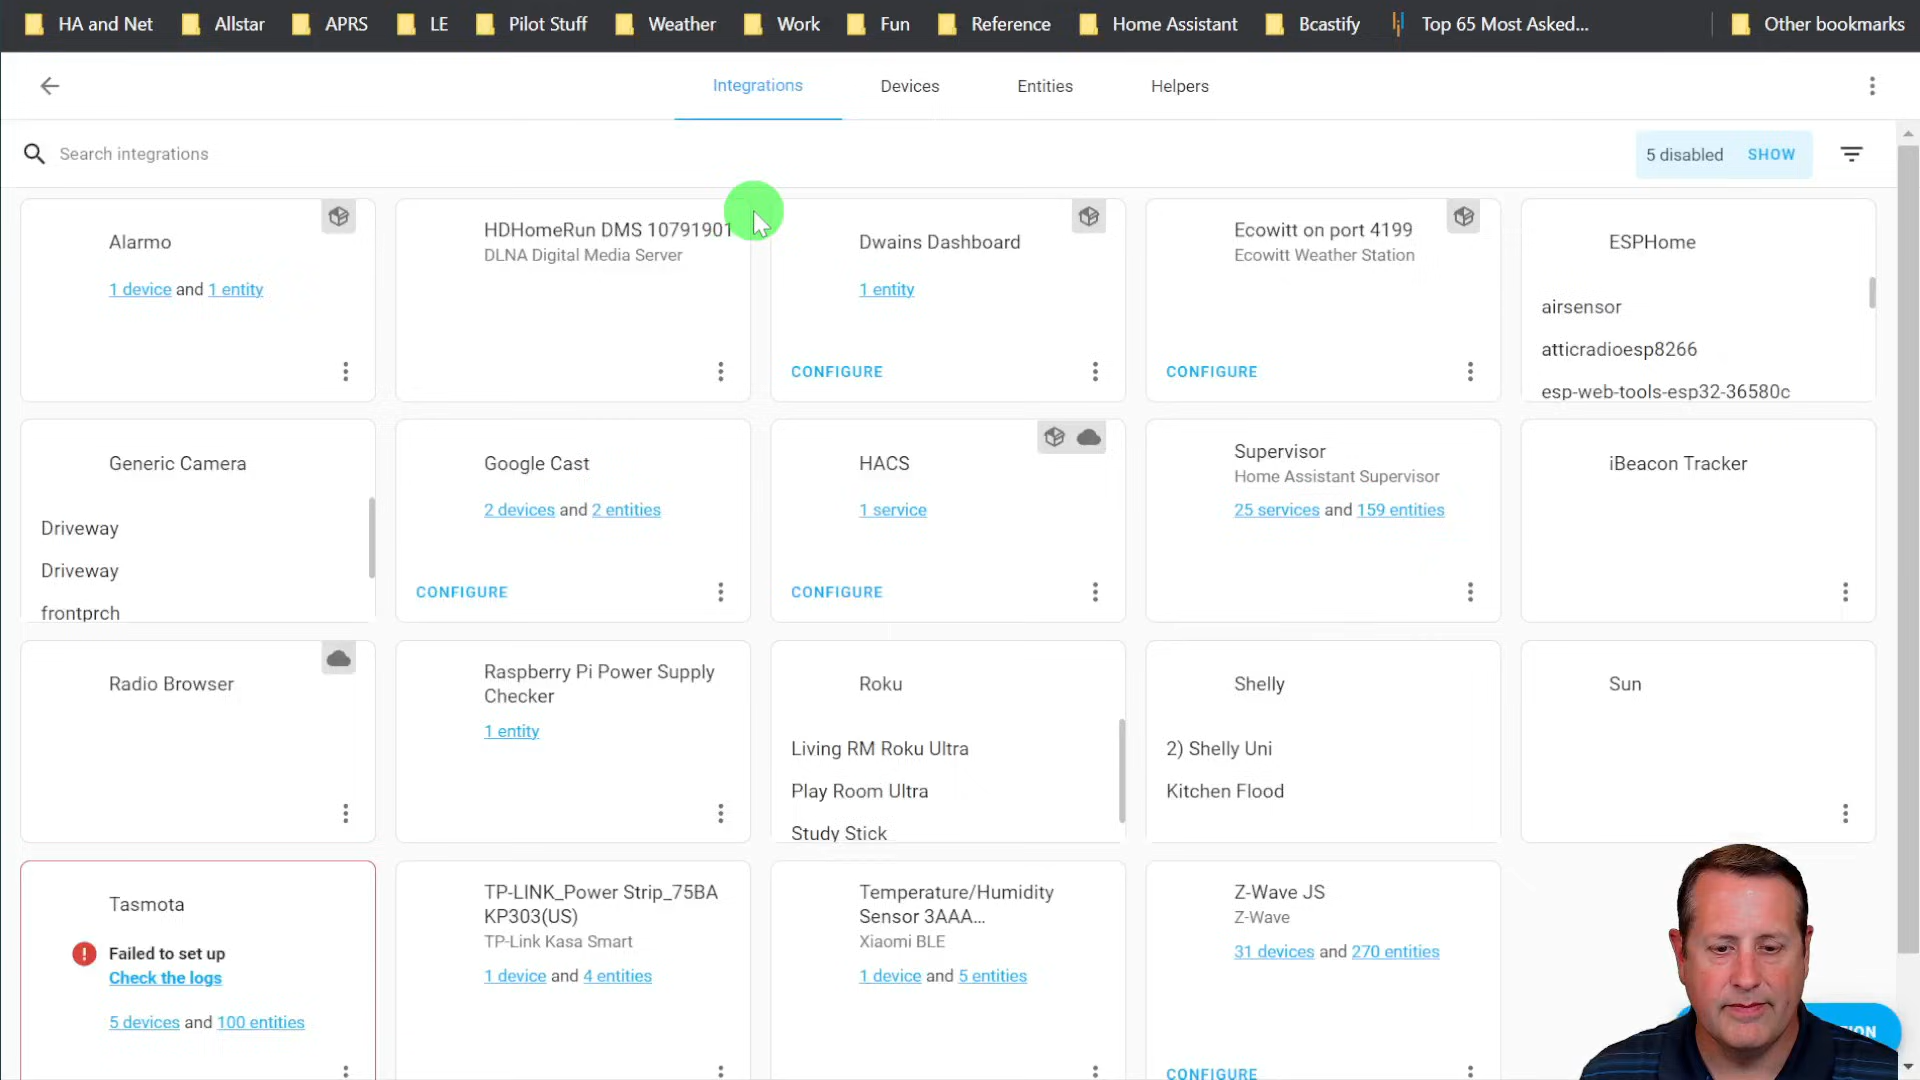 HA and Net
Allstar
APRS
LE
Pilot Stuff
Weather
Work
Fun
Reference
Home Assistant
Bcastify
Top 65 Most Asked...
Other bookmarks
Integrations
Devices
Entities
Helpers
Search integrations
5 disabled
SHOW
Alarmo
1 device and 1 entity
HDHomeRun DMS 10791901
DLNA Digital Media Server
Dwains Dashboard
1 entity
CONFIGURE
Ecowitt on port 4199
Ecowitt Weather Station
CONFIGURE
ESPHome
airsensor
atticradioesp8266
esp-web-tools-esp32-36580c
Generic Camera
Driveway
Driveway
frontprch
Google Cast
2 devices and 2 entities
CONFIGURE
HACS
1 service
CONFIGURE
Supervisor
Home Assistant Supervisor
25 services and 159 entities
iBeacon Tracker
Radio Browser
Raspberry Pi Power Supply
Checker
1 entity
Roku
Living RM Roku Ultra
Play Room Ultra
Study Stick
Shelly
2) Shelly Uni
Kitchen Flood
Sun
Tasmota
Failed to set up
Check the logs
5 devices and 100 entities
TP-LINK_Power Strip_75BA
KP303(US)
TP-Link Kasa Smart
1 device and 4 entities
Temperature/Humidity
Sensor 3AAA...
Xiaomi BLE
1 device and 5 entities
Z-Wave JS
Z-Wave
31 devices and 270 entities
CONFIGURE